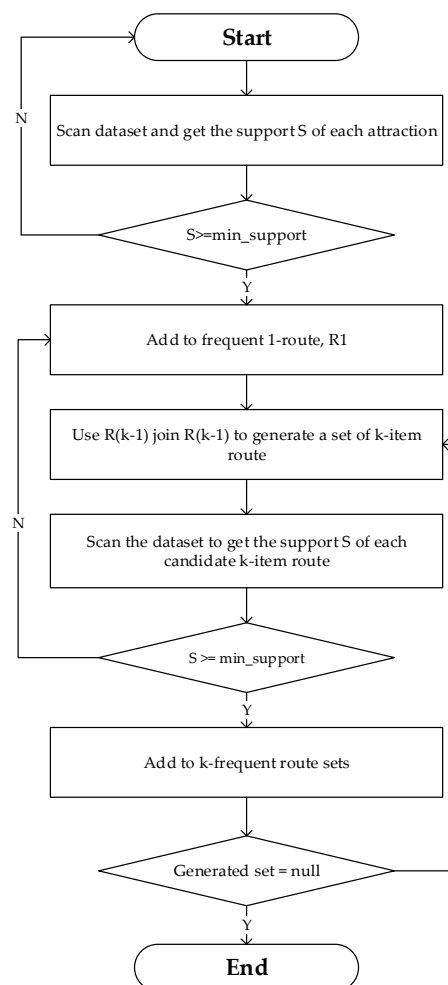 Start
N
Scan dataset and get the support S of each attraction
S>=min_support
Y
Add to frequent 1-route, R1
Use R(k-1) join R(k-1) to generate a set of k-item
route
N
Scan the dataset to get the support S of each
candidate k-item route
S >= min_support
Y
Add to k-frequent route sets
Generated set = null
Y
End